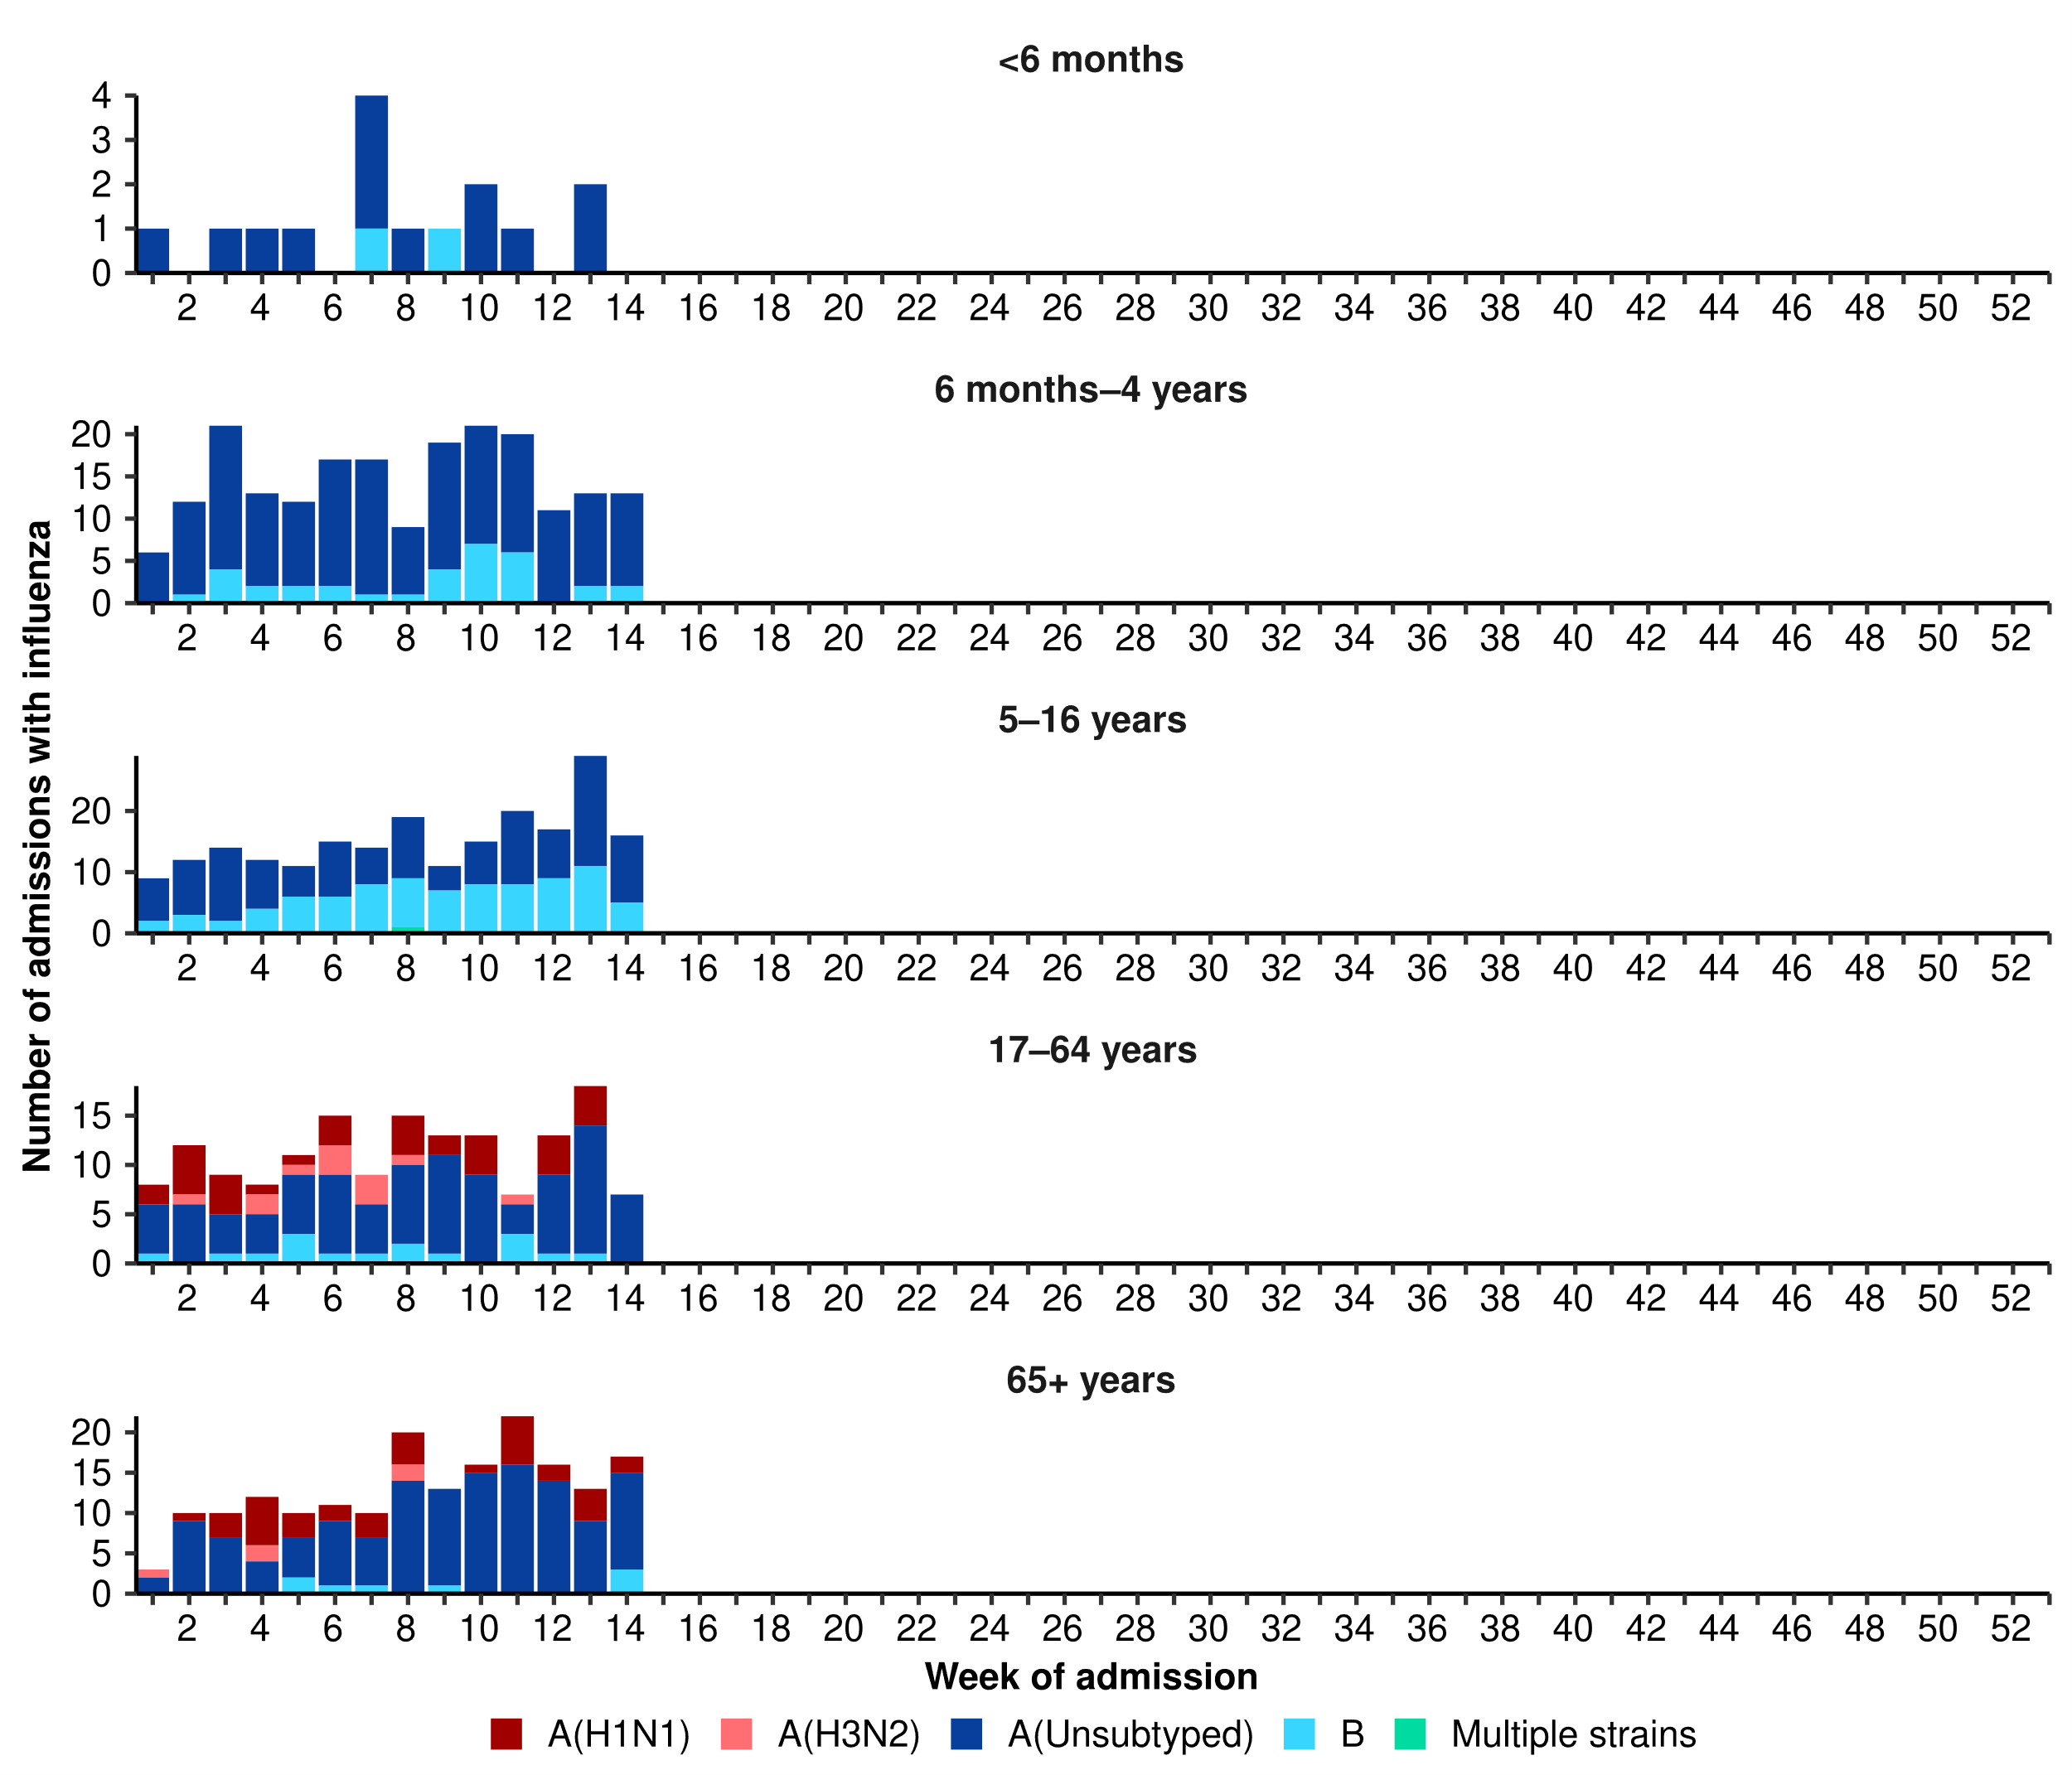 <6 months
4
3
2
1
0
2 4 6 8 10 12 14 16 18 20 22 24 26 28 30 32 34 36 38 40 42 44 46 48 50 52
6 months–4 years
20
15
10
5
0
2 4 6 8 10 12 14 16 18 20 22 24 26 28 30 32 34 36 38 40 42 44 46 48 50 52
5–16 years
20
10
0
2 4 6 8 10 12 14 16 18 20 22 24 26 28 30 32 34 36 38 40 42 44 46 48 50 52
17–64 years
15
10
5
0
2 4 6 8 10 12 14 16 18 20 22 24 26 28 30 32 34 36 38 40 42 44 46 48 50 52
65+ years
20
15
10
5
0
2 4 6 8 10 12 14 16 18 20 22 24 26 28 30 32 34 36 38 40 42 44 46 48 50 52
Number of admissions with influenza
Week of admission
A(H1N1) A(H3N2) A(Unsubtyped) B Multiple strains